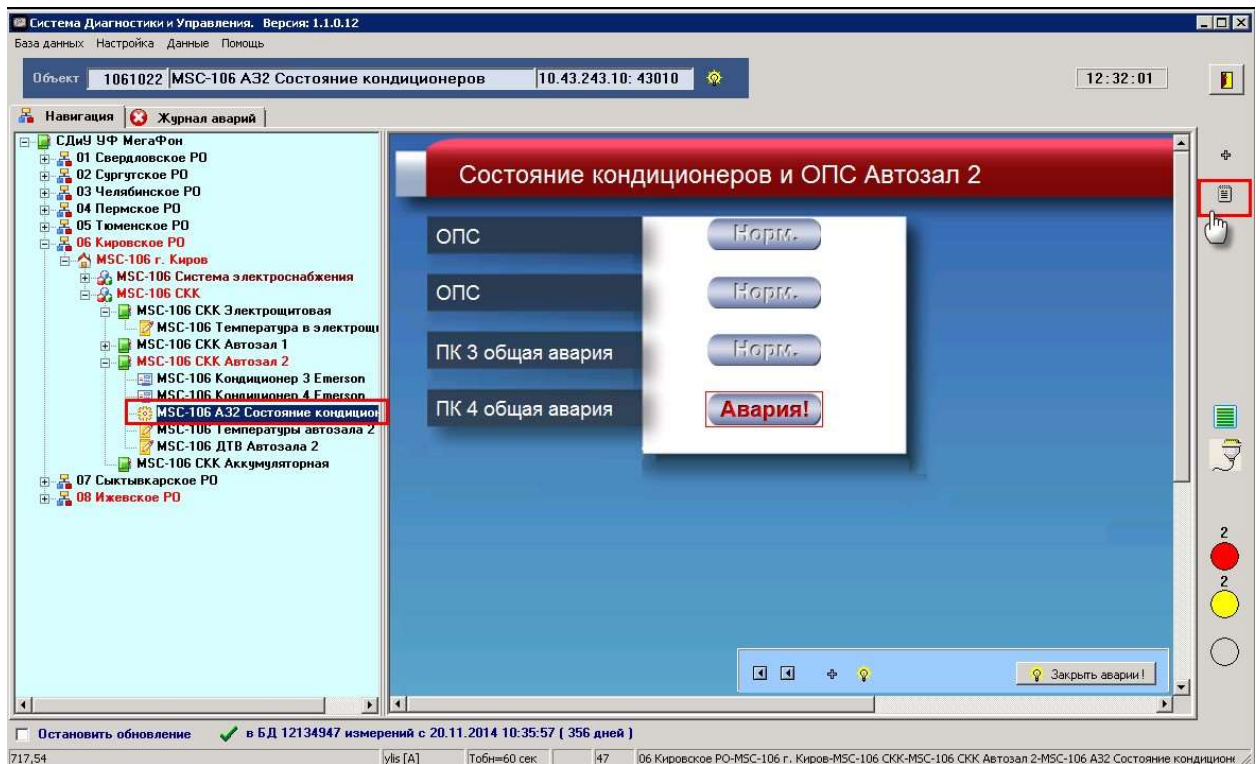 Система Диагностики и Управления. Версия: 1.1.0.12
База данных Настройка Данные Помощь
Объект 1061022 MSC-106 АЗ2 Состояние кондиционеров 10.43.243.10: 43010 12:32:01
Навигация Журнал аварий
СДиУ УФ МегаФон
01 Свердловское РО
02 Сургутское РО
03 Челябинское РО
04 Пермское РО
05 Тюменское РО
06 Кировское РО
MSC-106 г. Киров
MSC-106 Система электроснабжения
MSC-106 СКК
MSC-106 СКК Электрощитовая
MSC-106 Температура в электрощи
MSC-106 СКК Автозал 1
MSC-106 СКК Автозал 2
MSC-106 Кондиционер 3 Emerson
MSC-106 Кондиционер 4 Emerson
MSC-106 АЗ2 Состояние кондицион
MSC-106 Температуры автозала 2
MSC-106 ДТВ Автозала 2
MSC-106 СКК Аккумуляторная
07 Сыктывкарское РО
08 Ижевское РО
Состояние кондиционеров и ОПС Автозал 2
ОПС Норм.
ОПС Норм.
ПК 3 общая авария Норм.
ПК 4 общая авария Авария!
2
2
Закрыть аварии!
Остановить обновление в БД 12134947 измерений с 20.11.2014 10:35:57 ( 356 дней )
717,54 ylis [A] Тобн=60 сек 47 06 Кировское РО-MSC-106 г. Киров-MSC-106 СКК-MSC-106 СКК Автозал 2-MSC-106 АЗ2 Состояние кондиционе